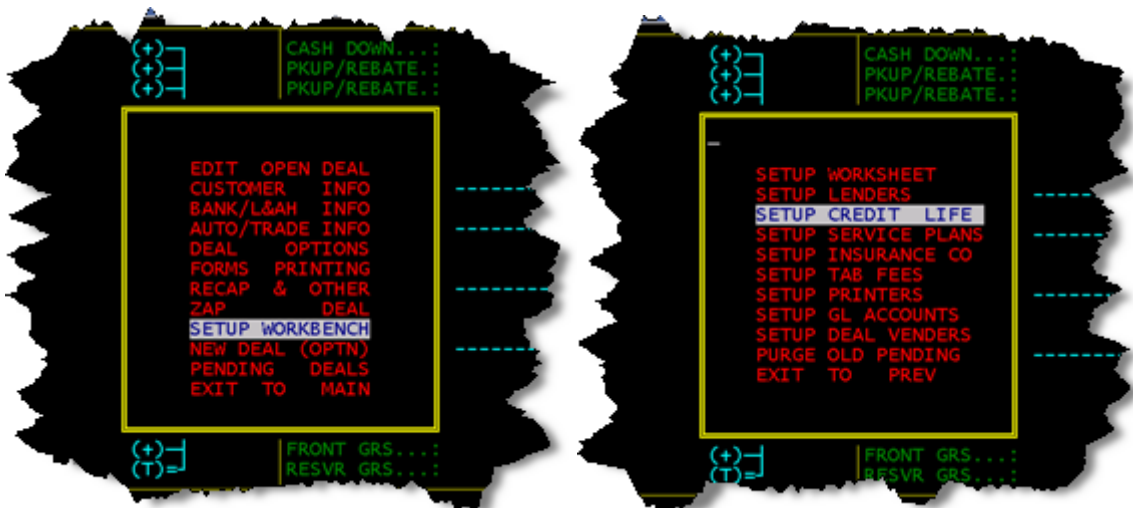 (+) CASH DOWN...:
(+) PKUP/REBATE.:
(+) PKUP/REBATE.:
EDIT OPEN DEAL
CUSTOMER INFO
BANK/L&AH INFO
AUTO/TRADE INFO
DEAL OPTIONS
FORMS PRINTING
RECAP & OTHER
ZAP DEAL
SETUP WORKBENCH
NEW DEAL (OPTN)
PENDING DEALS
EXIT TO MAIN
(+) FRONT GRS...:
(T)= RESVR GRS...:
(+) CASH DOWN...:
(+) PKUP/REBATE.:
(+) PKUP/REBATE.:
SETUP WORKSHEET
SETUP LENDERS
SETUP CREDIT LIFE
SETUP SERVICE PLANS
SETUP INSURANCE CO
SETUP TAB FEES
SETUP PRINTERS
SETUP GL ACCOUNTS
SETUP DEAL VENDERS
PURGE OLD PENDING
EXIT TO PREV
(+) FRONT GRS...:
(T)= RESVR GRS...: